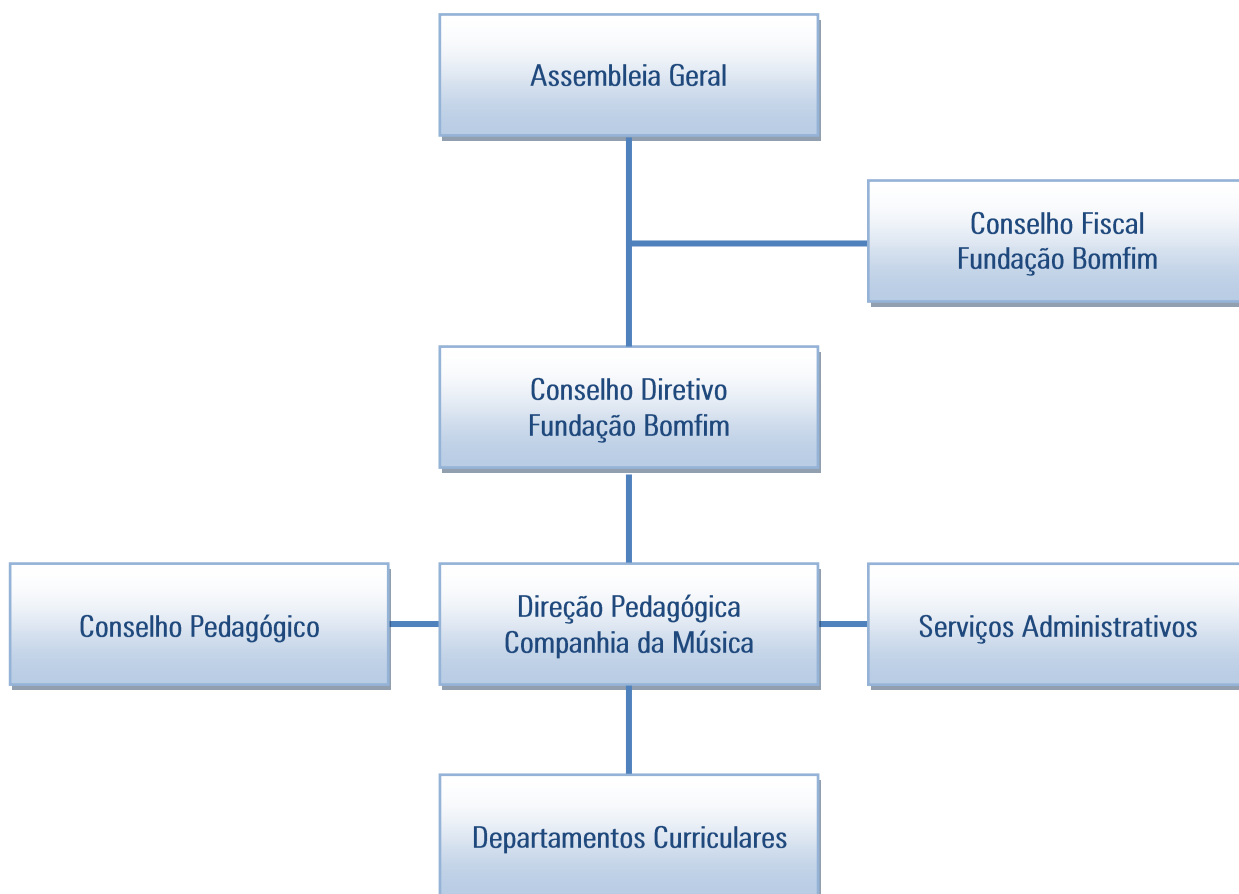 Assembleia Geral
Conselho Fiscal
Fundação Bomfim
Conselho Diretivo
Fundação Bomfim
Conselho Pedagógico
Direção Pedagógica
Companhia da Música
Serviços Administrativos
Departamentos Curriculares